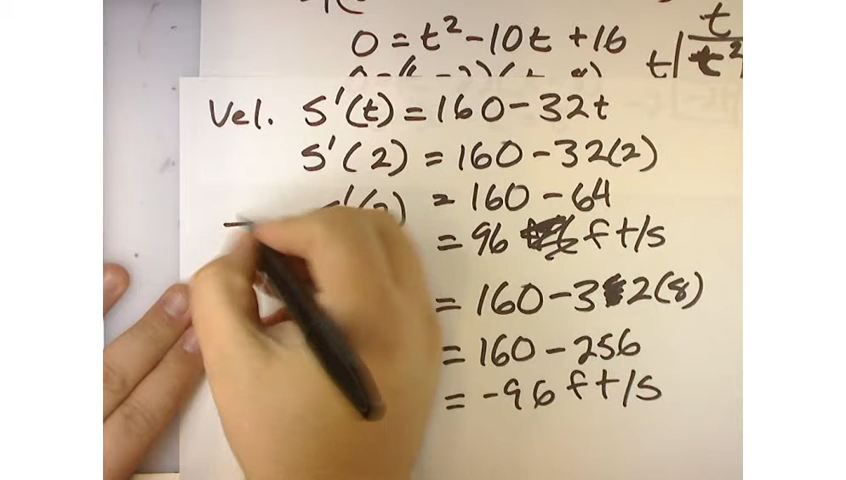 0 = t² - 10t + 16
t
t | t²
Vel. S'(t) = 160 - 32t
S'(2) = 160 - 32(2)
= 160 - 64
= 96 ft/s
= 160 - 32(8)
= 160 - 256
= -96 ft/s